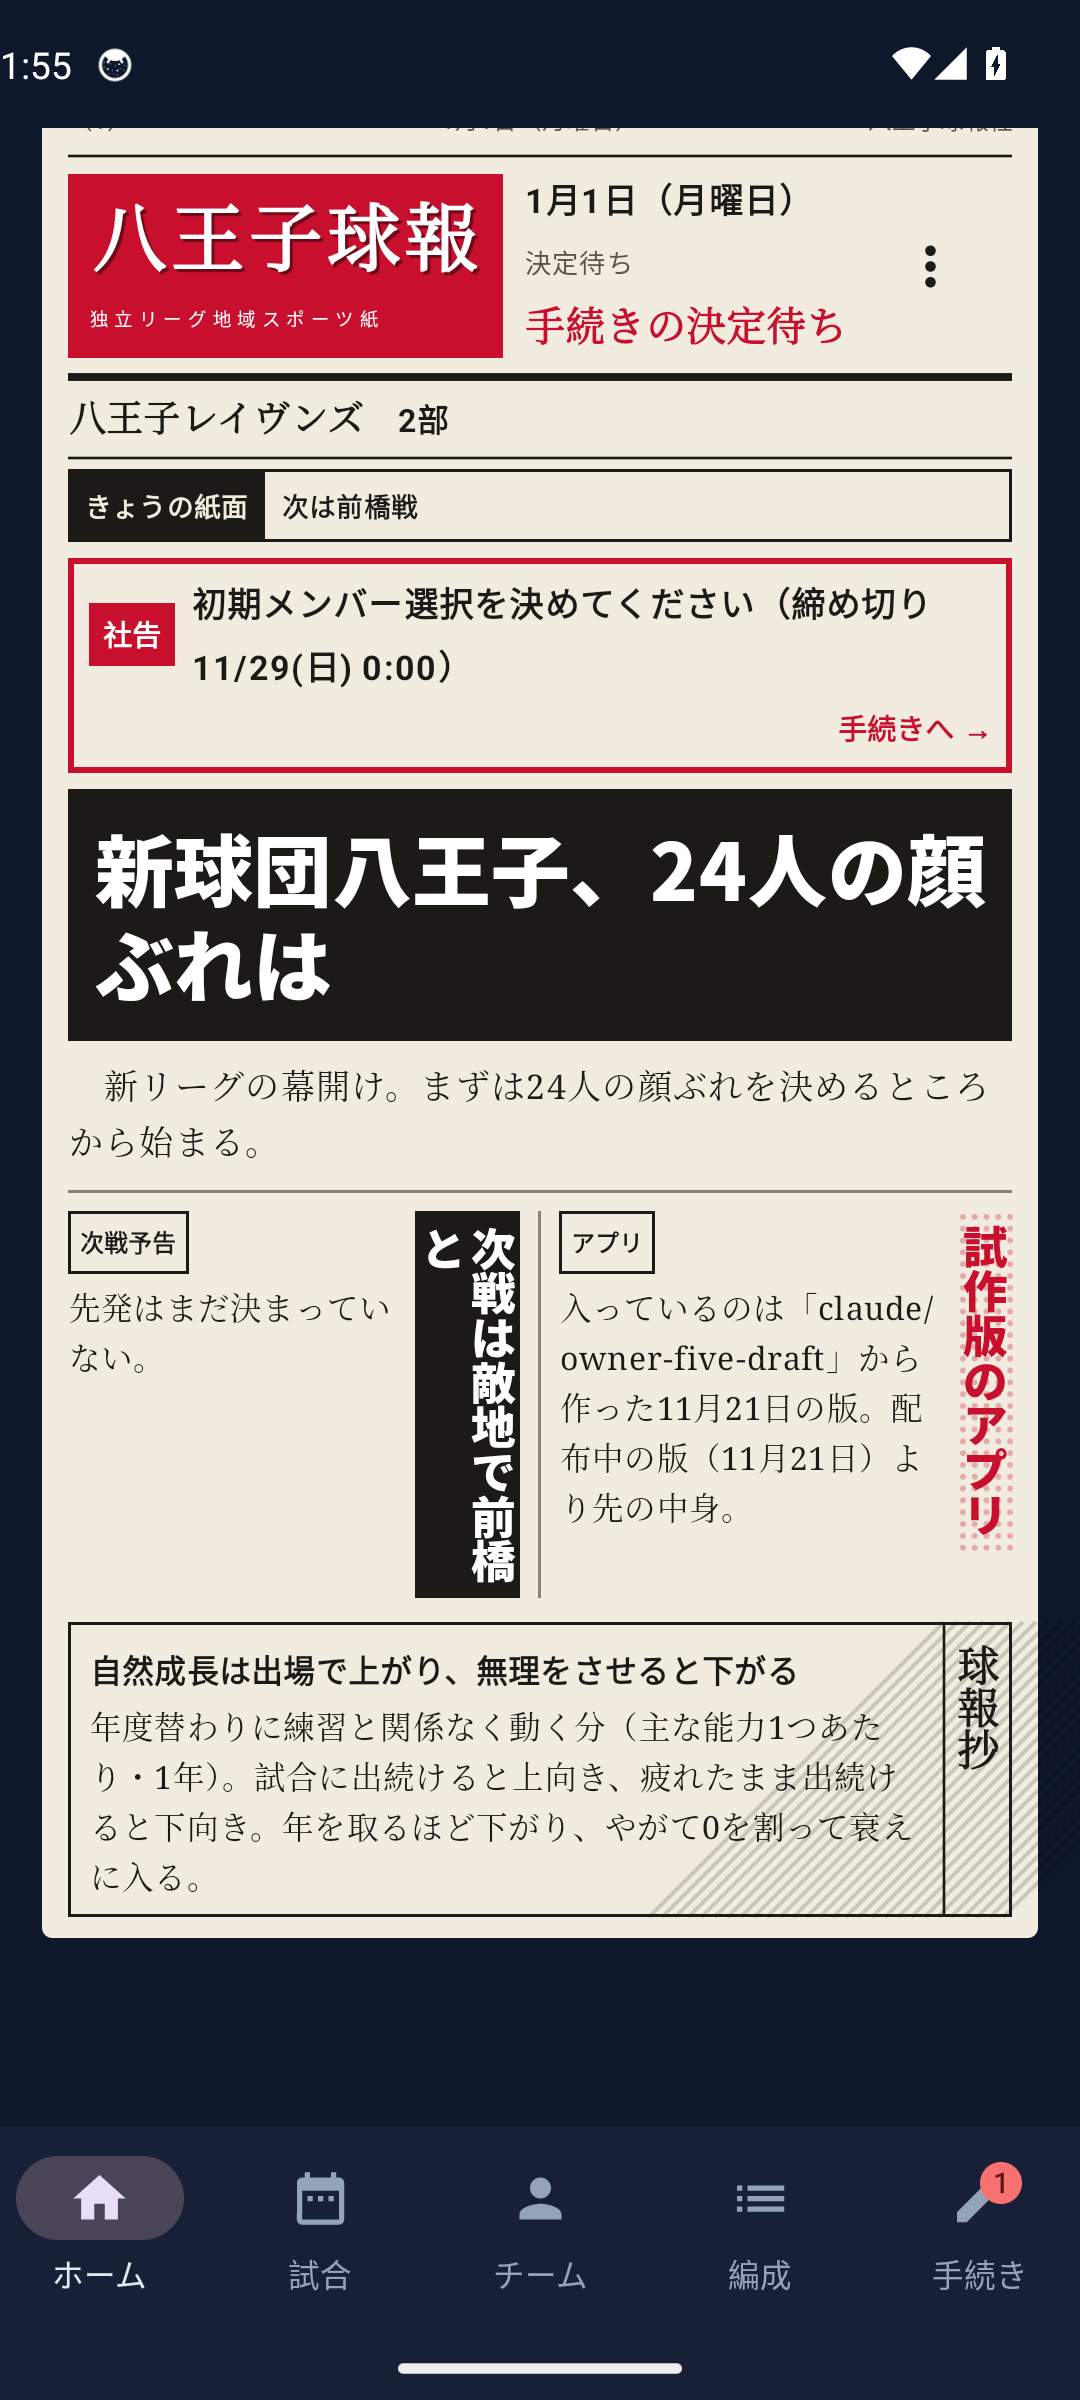 1:55
八王子球報
独立リーグ地域スポーツ紙
1月1日（月曜日）
決定待ち
手続きの決定待ち
八王子レイヴンズ 2部
きょうの紙面 次は前橋戦
社告
初期メンバー選択を決めてください（締め切り
11/29(日) 0:00）
手続きへ →
新球団八王子、24人の顔
ぶれは
新リーグの幕開け。まずは24人の顔ぶれを決めるところ
から始まる。
次戦予告
次戦は敵地で前橋
と
先発はまだ決まってい
ない。
アプリ
試作版のアプリ
入っているのは「claude/
owner-five-draft」から
作った11月21日の版。配
布中の版（11月21日）よ
り先の中身。
球報抄
自然成長は出場で上がり、無理をさせると下がる
年度替わりに練習と関係なく動く分（主な能力1つあた
り・1年）。試合に出続けると上向き、疲れたまま出続け
ると下向き。年を取るほど下がり、やがて0を割って衰え
に入る。
ホーム
試合
チーム
編成
1
手続き